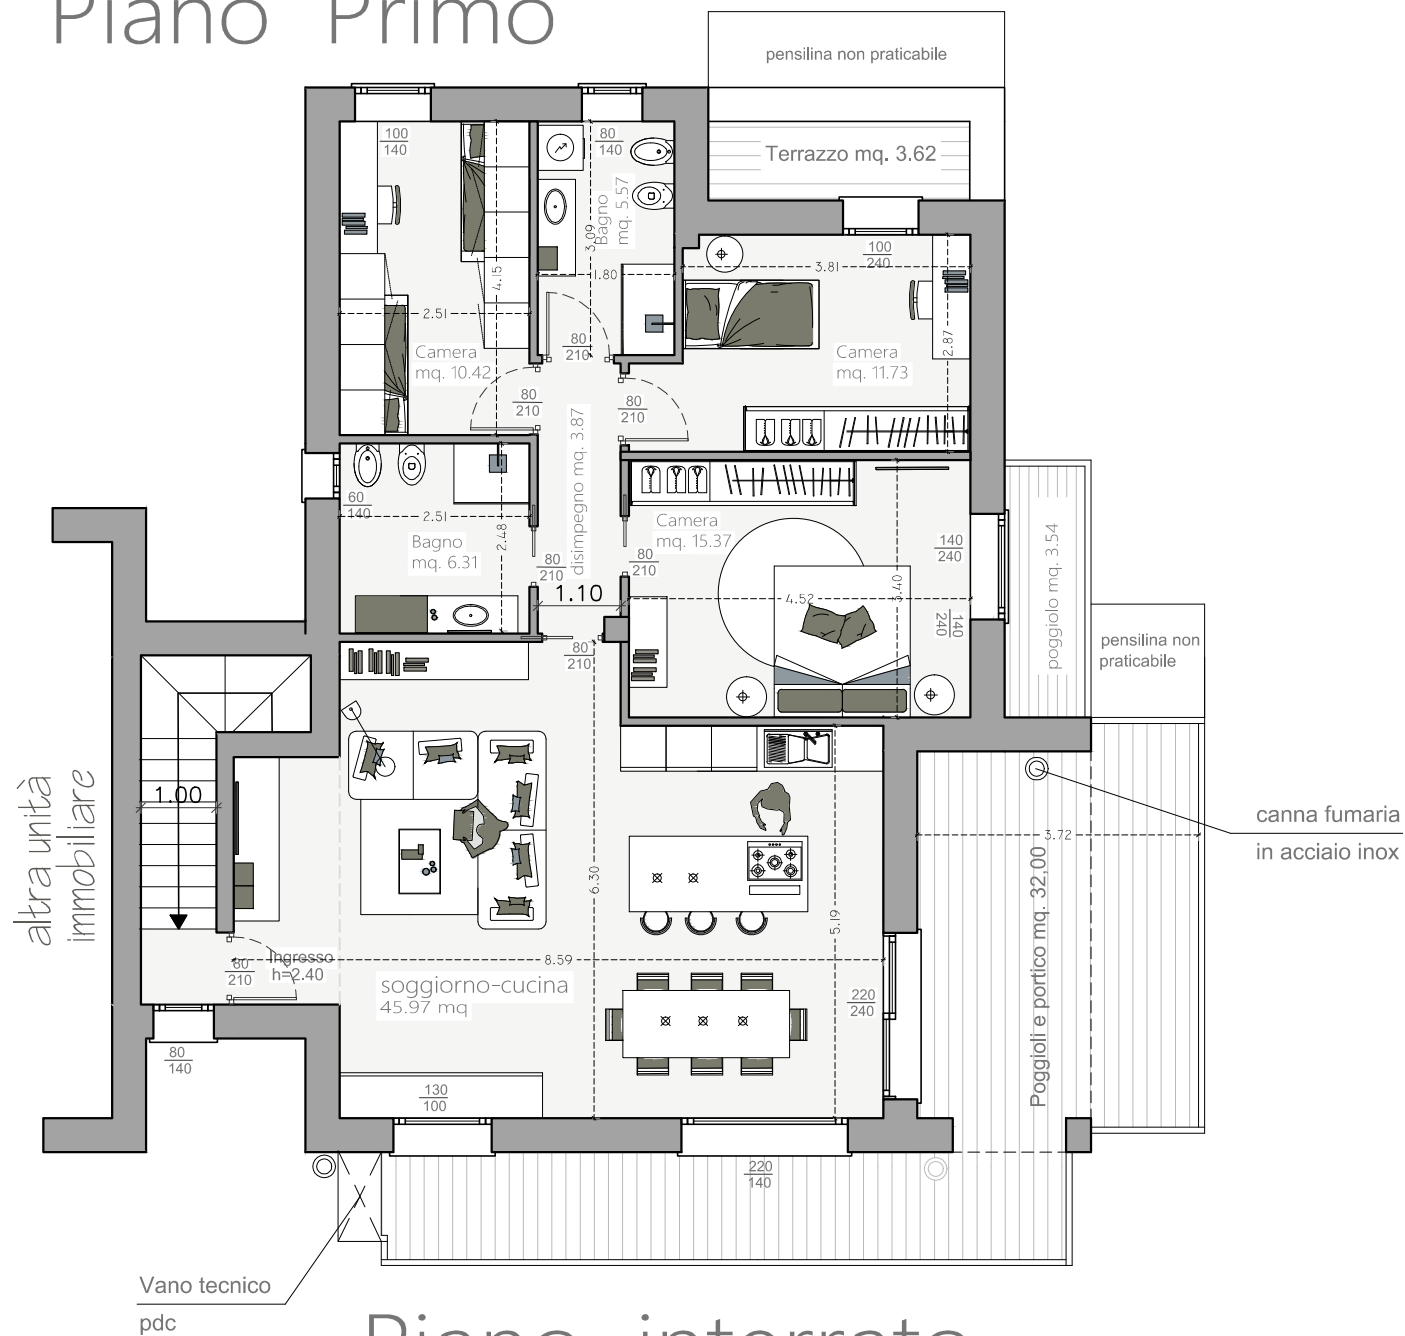 Piano Primo
pensilina non praticabile
Terrazzo mq. 3.62
100
140
80
140
Bagno
mq. 5.57
3.09
1.80
4.15
2.51
Camera
mq. 10.42
100
240
3.81
2.87
Camera
mq. 11.73
80
210
80
210
80
210
disimpegno mq. 3.87
60
140
2.51
2.48
Bagno
mq. 6.31
80
210
80
210
1.10
Camera
mq. 15.37
4.52
3.40
140
240
140
240
poggiolo mq. 3.54
pensilina non
praticabile
80
210
altra unità
immobiliare
1.00
canna fumaria
in acciaio inox
3.72
6.30
5.19
Poggioli e portico mq. 32,00
80
210
Ingresso
h=2.40
8.59
soggiorno-cucina
45.97 mq
220
240
80
140
130
100
220
140
Vano tecnico
pdc
Piano interrato